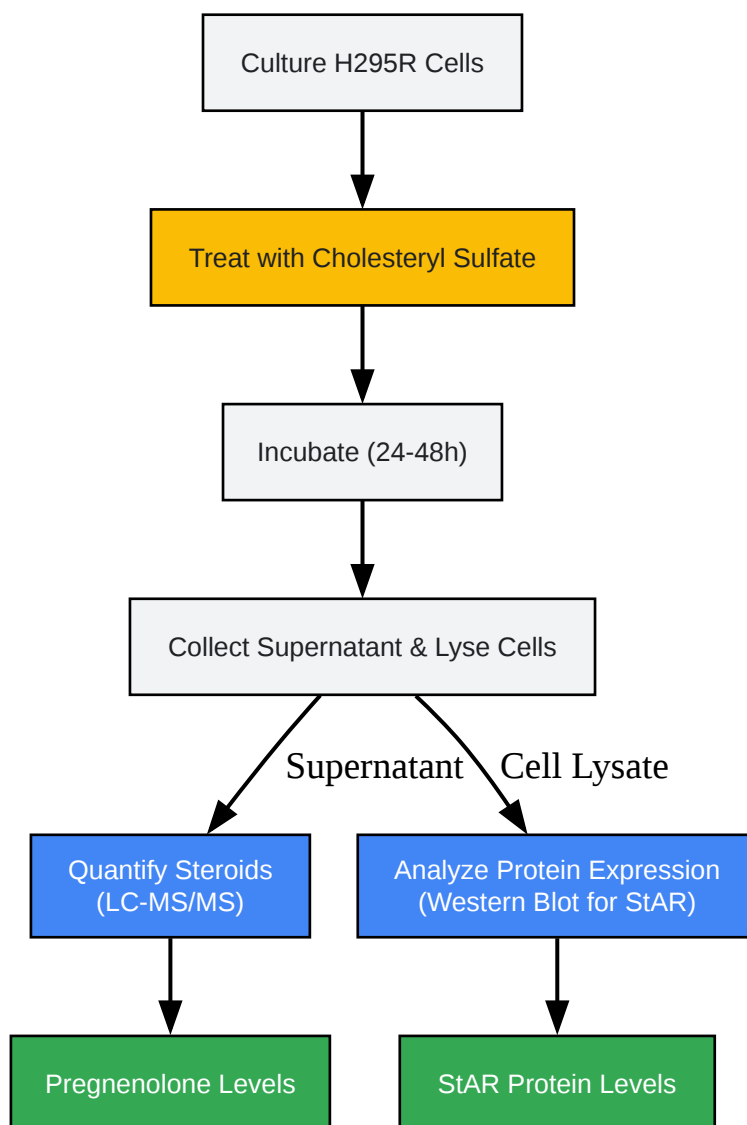 Culture H295R Cells
Treat with Cholesteryl Sulfate
Incubate (24-48h)
Collect Supernatant & Lyse Cells
Supernatant
Cell Lysate
Quantify Steroids
(LC-MS/MS)
Analyze Protein Expression
(Western Blot for StAR)
Pregnenolone Levels
StAR Protein Levels